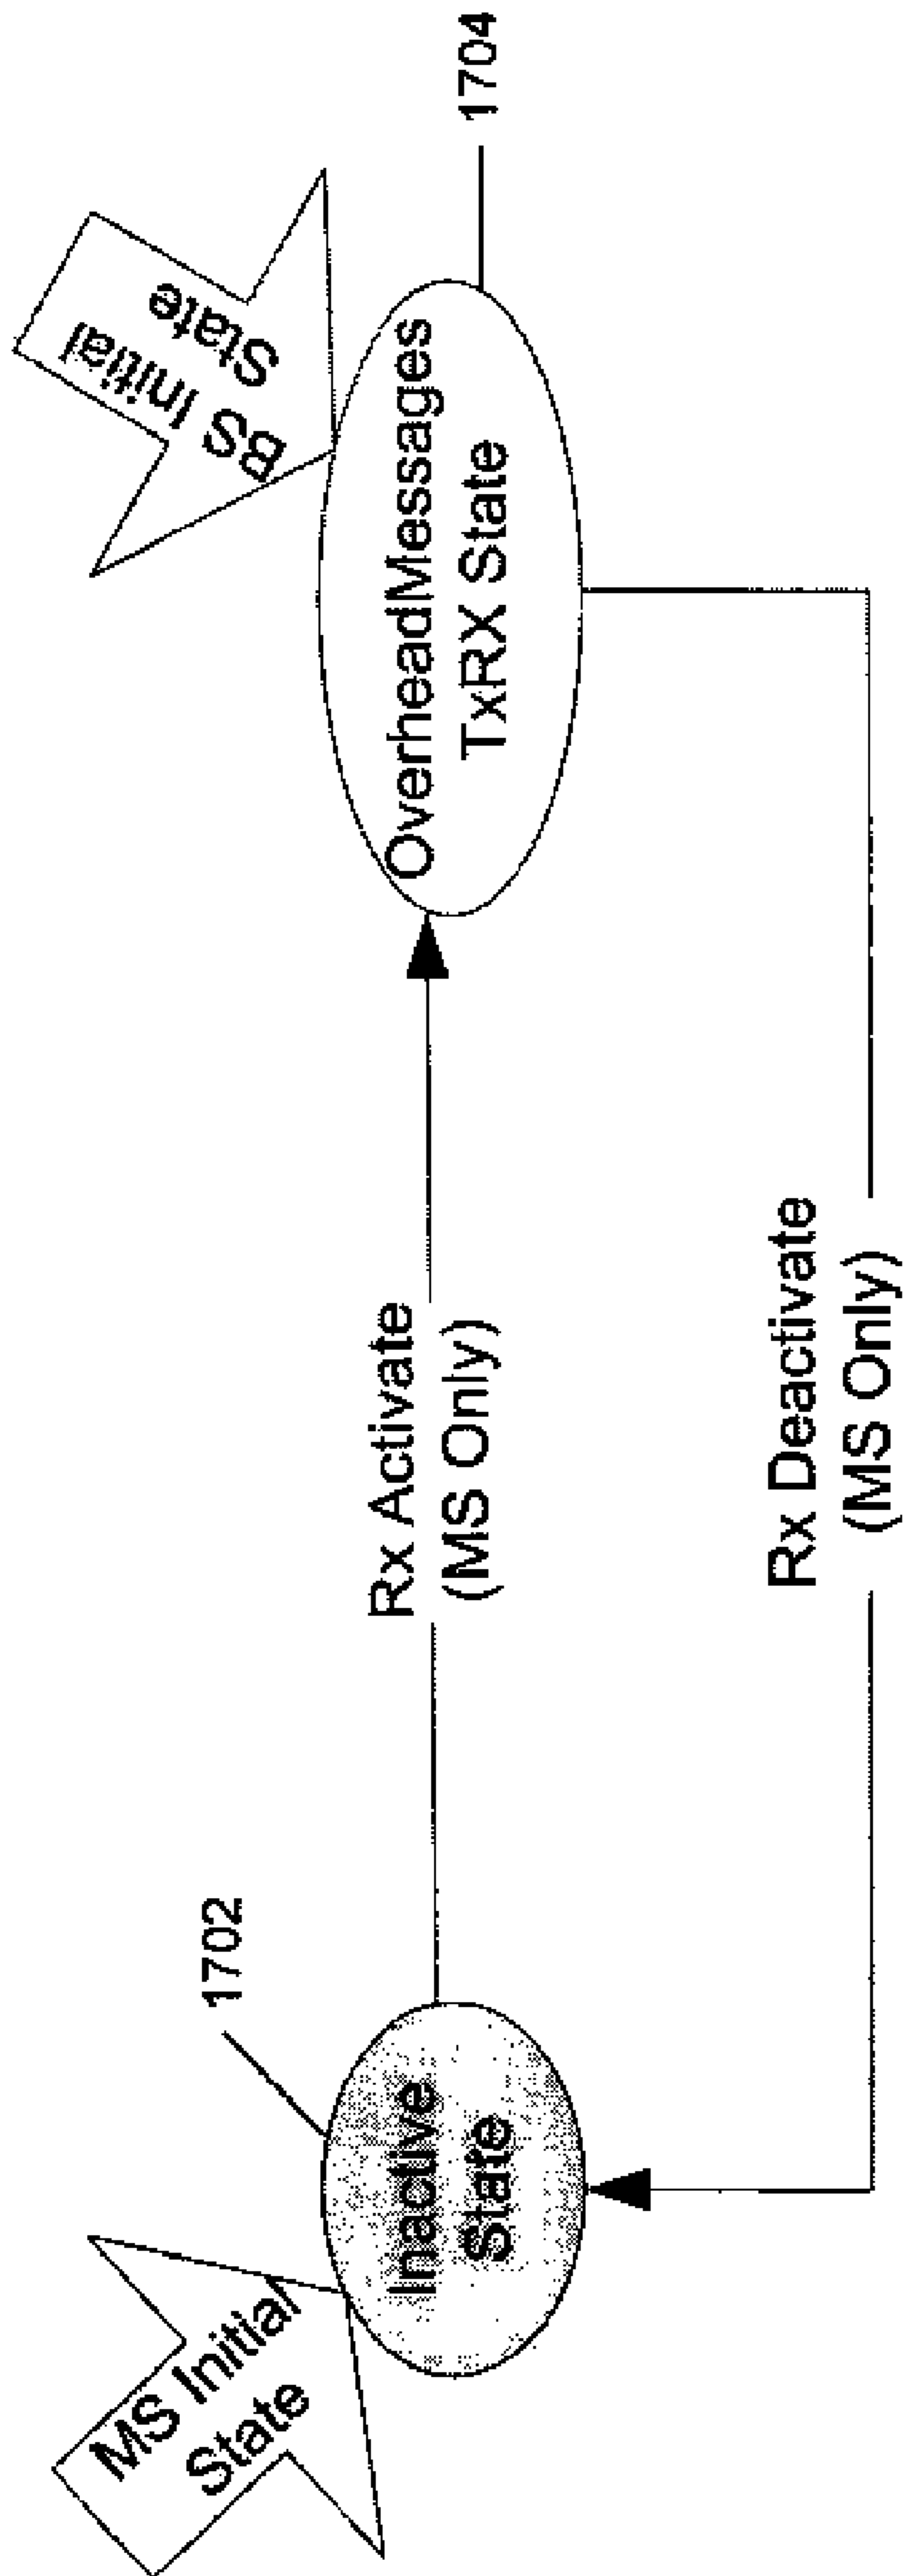 MS Initial
State
1702
Inactive
State
Rx Activate
(MS Only)
BS Initial
State
OverheadMessages
TxRX State
1704
Rx Deactivate
(MS Only)